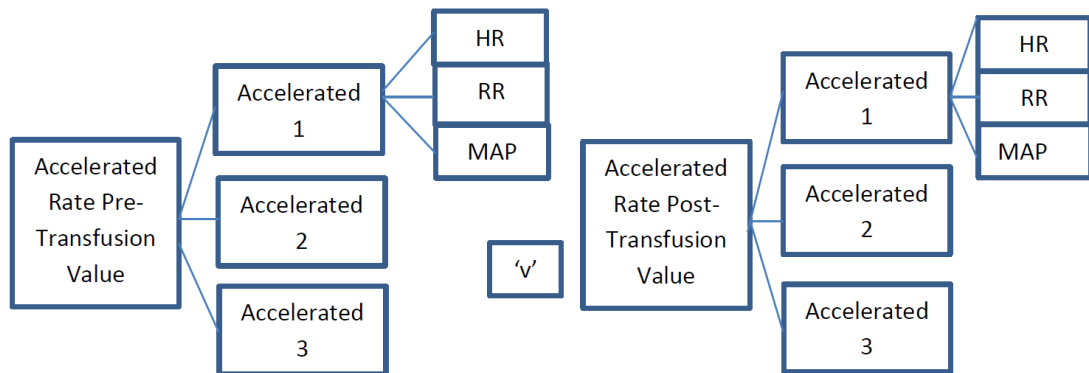 Accelerated
Rate Pre-
Transfusion
Value
Accelerated
1
Accelerated
2
Accelerated
3
HR
RR
MAP
‘v’
Accelerated
Rate Post-
Transfusion
Value
Accelerated
1
Accelerated
2
Accelerated
3
HR
RR
MAP